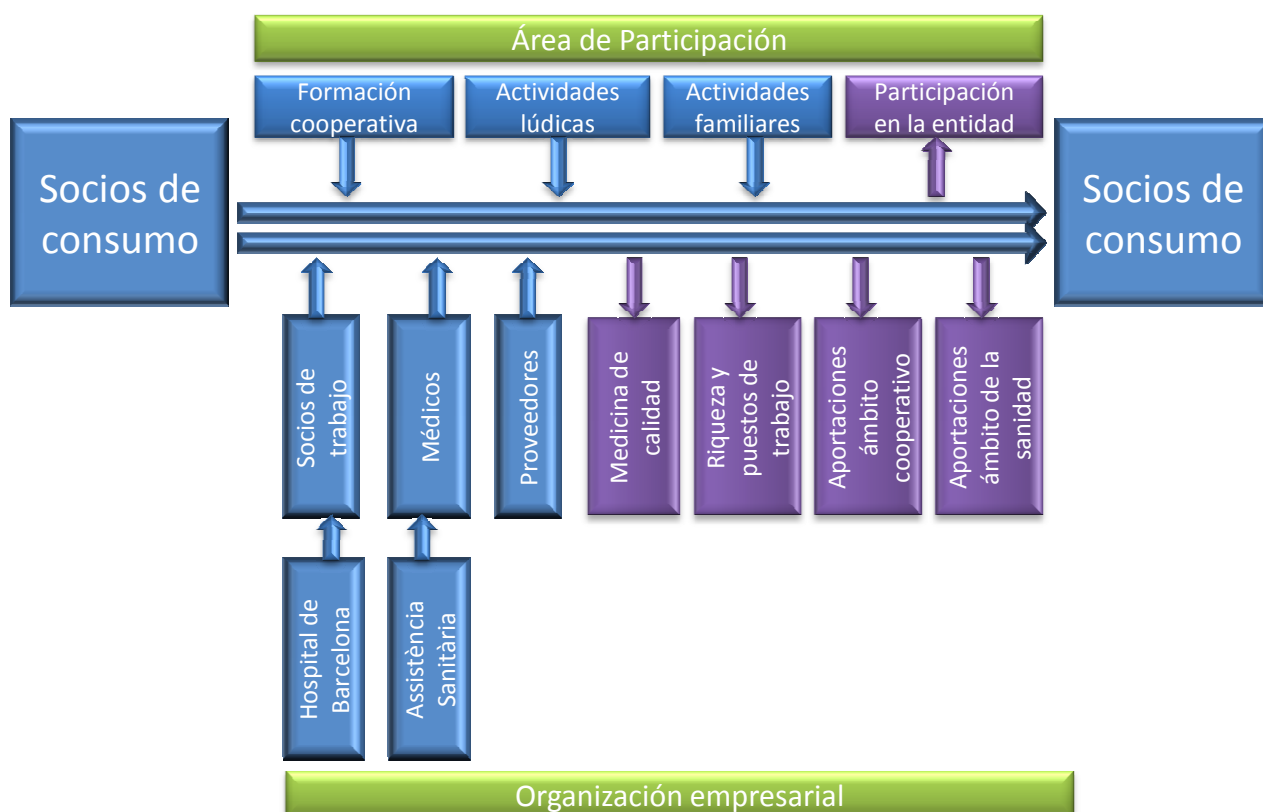 Área de Participación
Formación
cooperativa
Actividades
lúdicas
Actividades
familiares
Participación
en la entidad
Socios de
consumo
Socios de
consumo
Socios de
trabajo
Médicos
Proveedores
Medicina de
calidad
Riqueza y
puestos de
trabajo
Aportaciones
ámbito
cooperativo
Aportaciones
ámbito de la
sanidad
Hospital de
Barcelona
Assistència
Sanitària
Organización empresarial